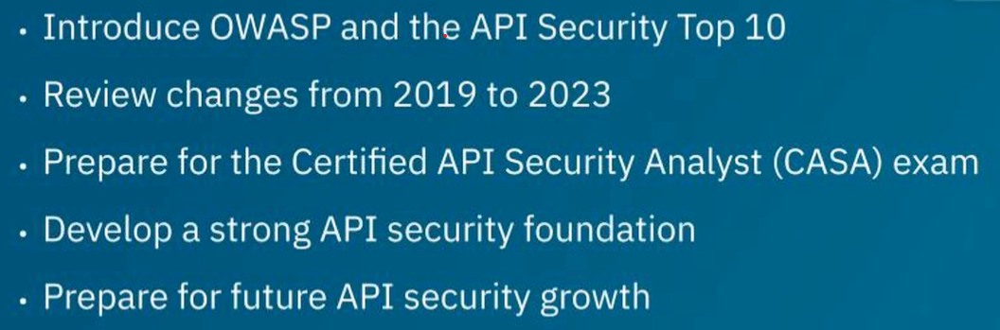 • Introduce OWASP and the API Security Top 10
• Review changes from 2019 to 2023
• Prepare for the Certified API Security Analyst (CASA) exam
• Develop a strong API security foundation
• Prepare for future API security growth